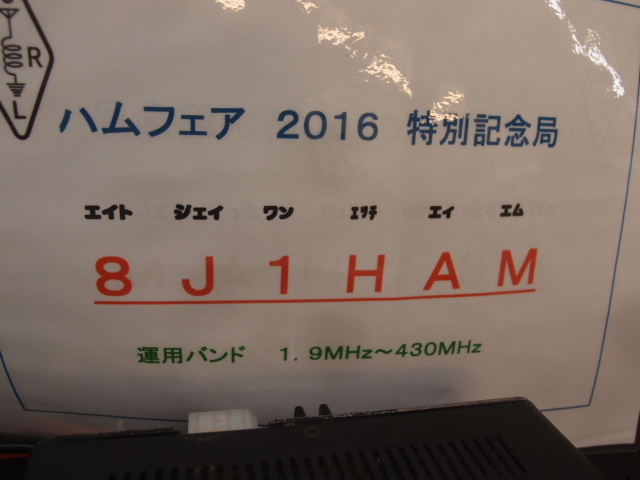 R
L
ハムフェア 2016 特別記念局
エイト ジェイ ワン エッチ エイ エム
8 J 1 H A M
運用バンド 1.9MHz~430MHz